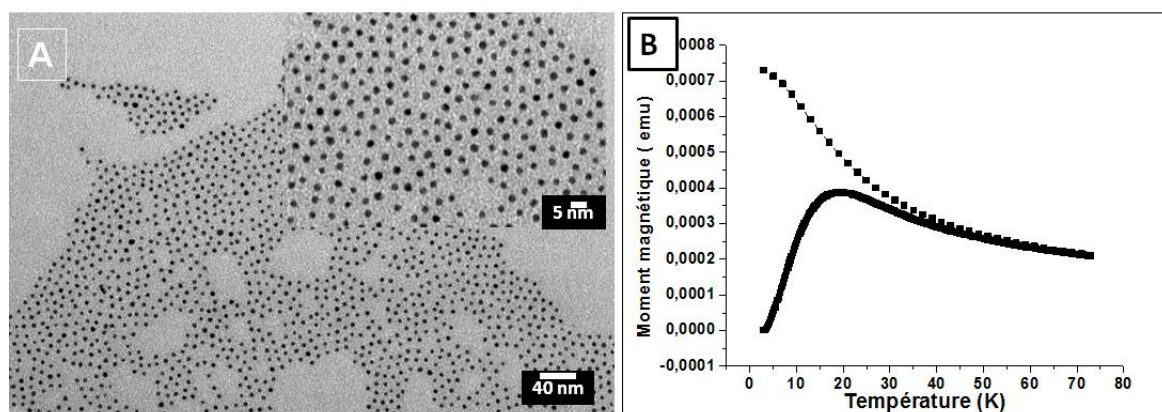 A
5 nm
40 nm
B
0,0008
0,0007
0,0006
0,0005
0,0004
0,0003
0,0002
0,0001
0,0000
-0,0001
Moment magnétique ( emu)
0 10 20 30 40 50 60 70 80
Température (K)